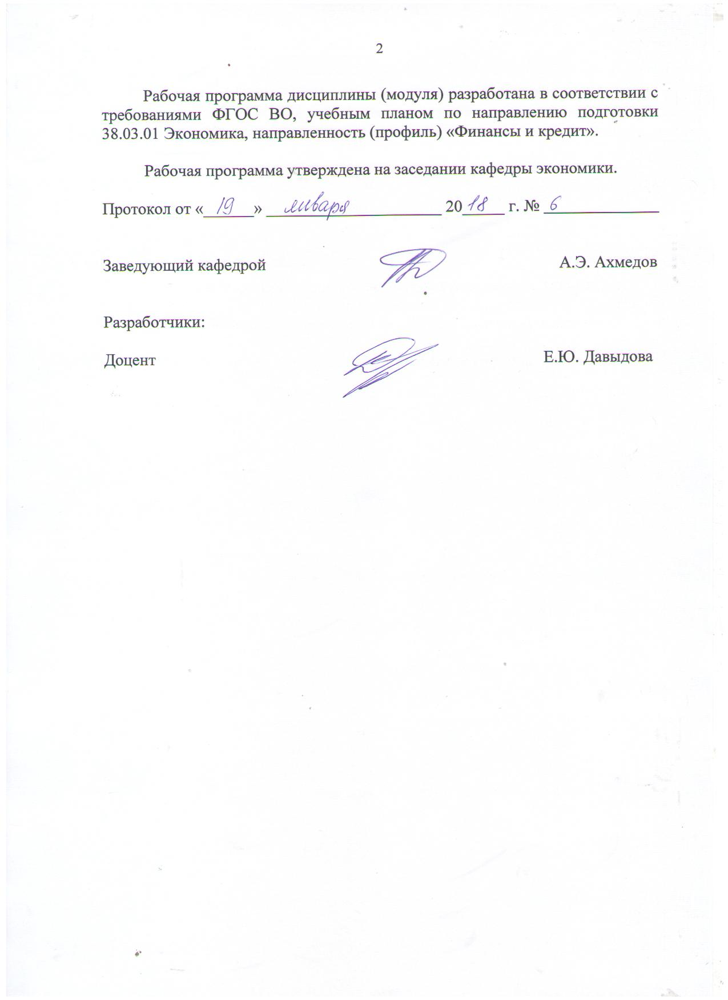 2
Рабочая программа дисциплины (модуля) разработана в соответствии с
требованиями ФГОС ВО, учебным планом по направлению подготовки
38.03.01 Экономика, направленность (профиль) «Финансы и кредит».
Рабочая программа утверждена на заседании кафедры экономики.
Протокол от «19» января 2018 г. № 6
Заведующий кафедрой А.Э. Ахмедов
Разработчики:
Доцент Е.Ю. Давыдова